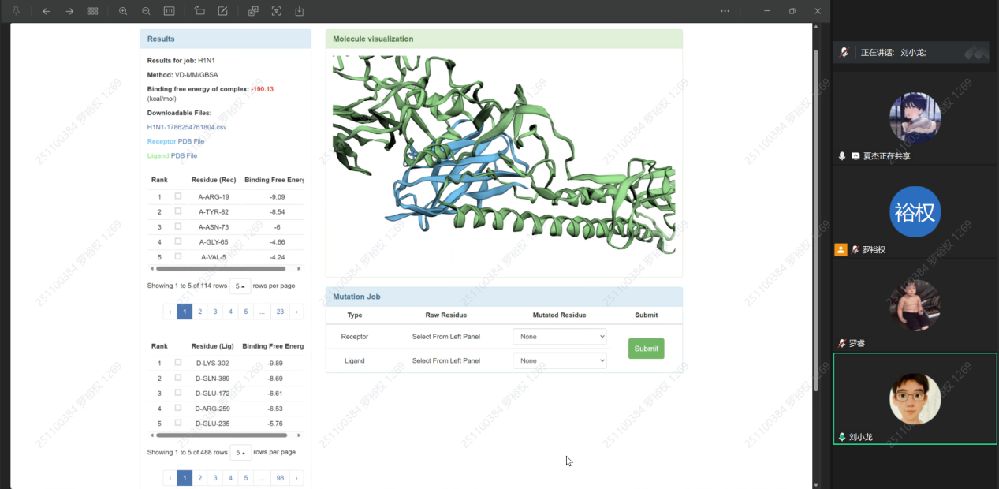 Results
Results for job: H1N1
Method: VD-MM/GBSA
Binding free energy of complex: -190.13
(kcal/mol)
Downloadable Files:
H1N1-1786254761804.csv
Receptor PDB File
Ligand PDB File
Rank Residue (Rec) Binding Free Energ
1 A-ARG-19 -9.09
2 A-TYR-82 -8.54
3 A-ASN-73 -6
4 A-GLY-65 -4.66
5 A-VAL-5 -4.24
Showing 1 to 5 of 114 rows 5 rows per page
‹ 1 2 3 4 5 ... 23 ›
Rank Residue (Lig) Binding Free Energ
1 D-LYS-302 -9.89
2 D-GLN-389 -8.69
3 D-GLU-172 -6.61
4 D-ARG-259 -6.53
5 D-GLU-235 -5.76
Showing 1 to 5 of 488 rows 5 rows per page
‹ 1 2 3 4 5 ... 98 ›
Molecule visualization
Mutation Job
Type Raw Residue Mutated Residue Submit
Receptor Select From Left Panel None
Submit
Ligand Select From Left Panel None
正在讲话: 刘小龙;
夏杰正在共享
裕权
罗裕权
罗睿
刘小龙
251100384 罗裕权 1269